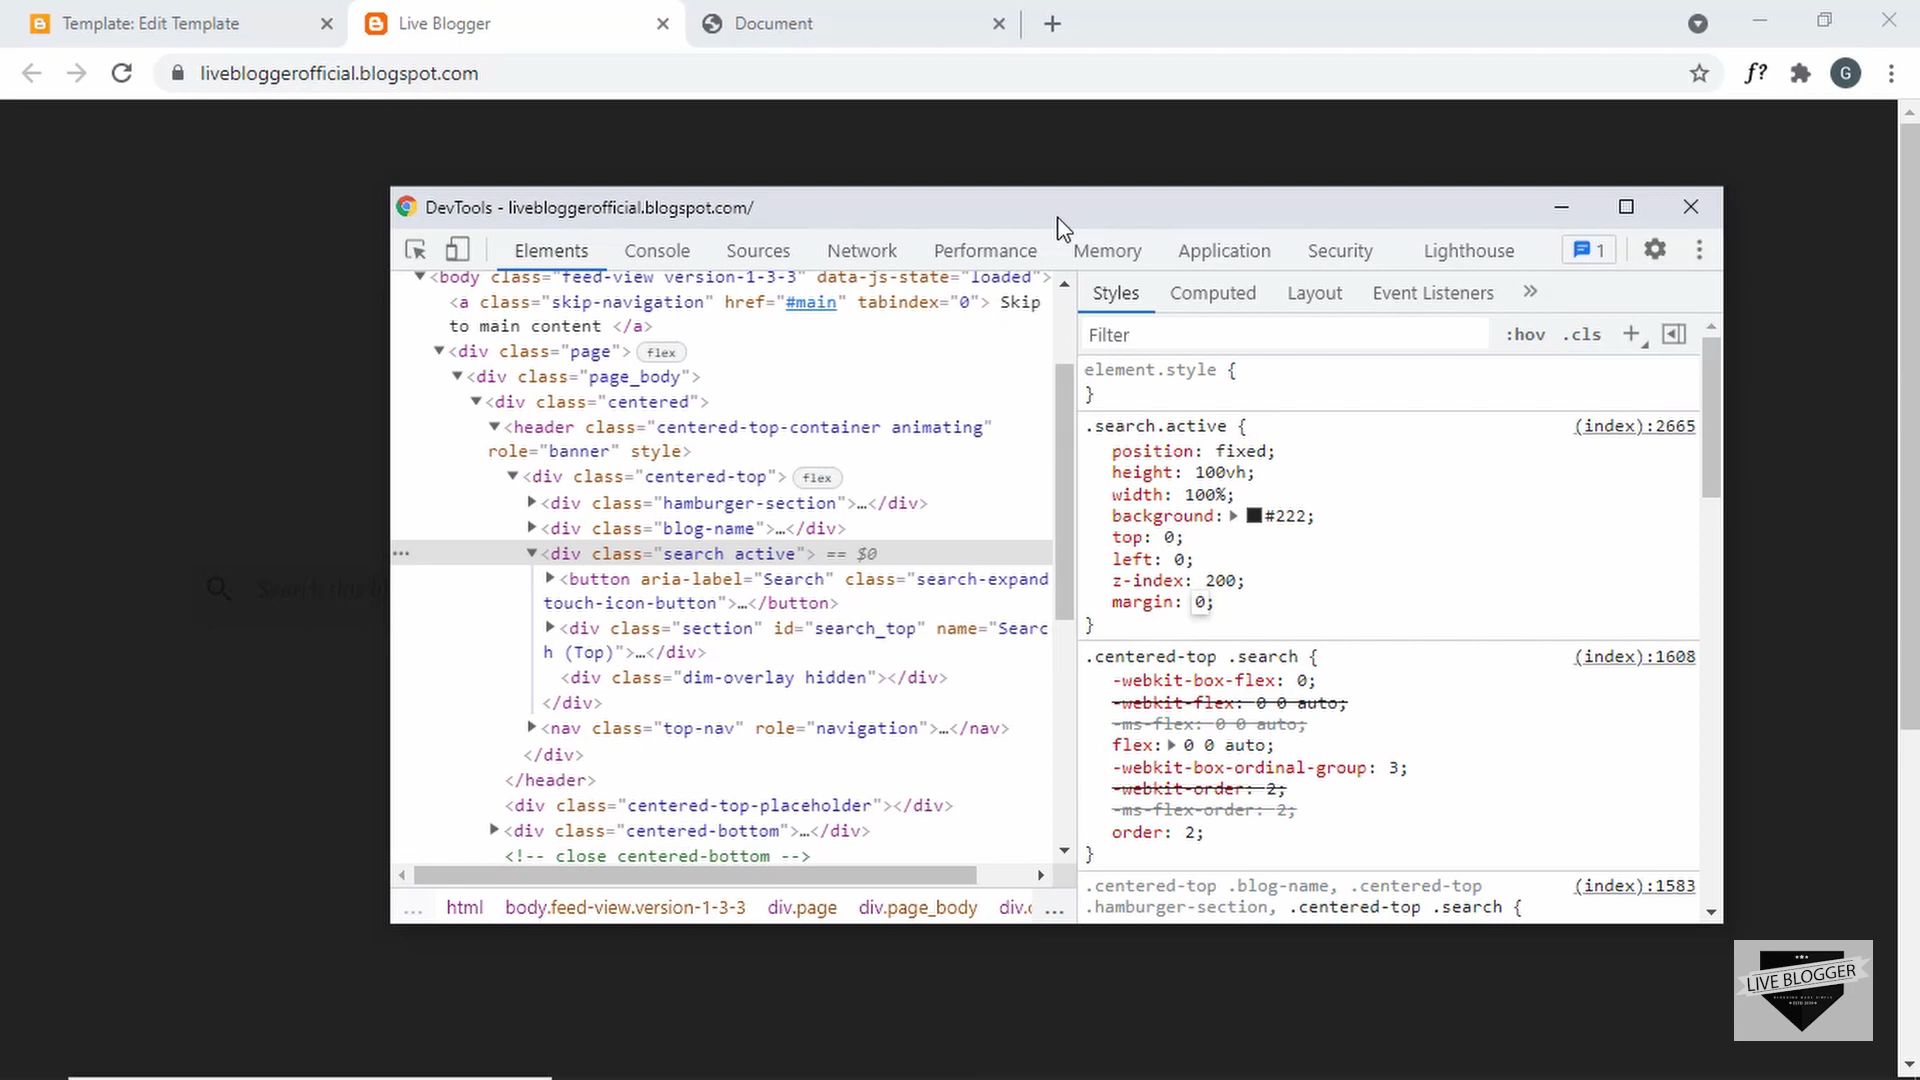 Template: Edit Template
Live Blogger
Document
livebloggerofficial.blogspot.com
f?
G
DevTools - livebloggerofficial.blogspot.com/
Elements
Console
Sources
Network
Performance
Memory
Application
Security
Lighthouse
1
<body class="feed-view version-1-3-3" data-js-state="loaded">
<a class="skip-navigation" href="#main" tabindex="0"> Skip
to main content </a>
<div class="page"> flex
<div class="page_body">
<div class="centered">
<header class="centered-top-container animating"
role="banner" style>
<div class="centered-top"> flex
<div class="hamburger-section">…</div>
<div class="blog-name">…</div>
<div class="search active"> == $0
<button aria-label="Search" class="search-expand
touch-icon-button">…</button>
<div class="section" id="search_top" name="Searc
h (Top)">…</div>
<div class="dim-overlay hidden"></div>
</div>
<nav class="top-nav" role="navigation">…</nav>
</div>
</header>
<div class="centered-top-placeholder"></div>
<div class="centered-bottom">…</div>
<!-- close centered-bottom -->
... html body.feed-view.version-1-3-3 div.page div.page_body div.c ...
Styles
Computed
Layout
Event Listeners
Filter
:hov
.cls
element.style {
}
.search.active { (index):2665
position: fixed;
height: 100vh;
width: 100%;
background: #222;
top: 0;
left: 0;
z-index: 200;
margin: 0;
}
.centered-top .search { (index):1608
-webkit-box-flex: 0;
-webkit-flex: 0 0 auto;
-ms-flex: 0 0 auto;
flex: 0 0 auto;
-webkit-box-ordinal-group: 3;
-webkit-order: 2;
-ms-flex-order: 2;
order: 2;
}
.centered-top .blog-name, .centered-top (index):1583
.hamburger-section, .centered-top .search {
Search this bl
LIVE BLOGGER